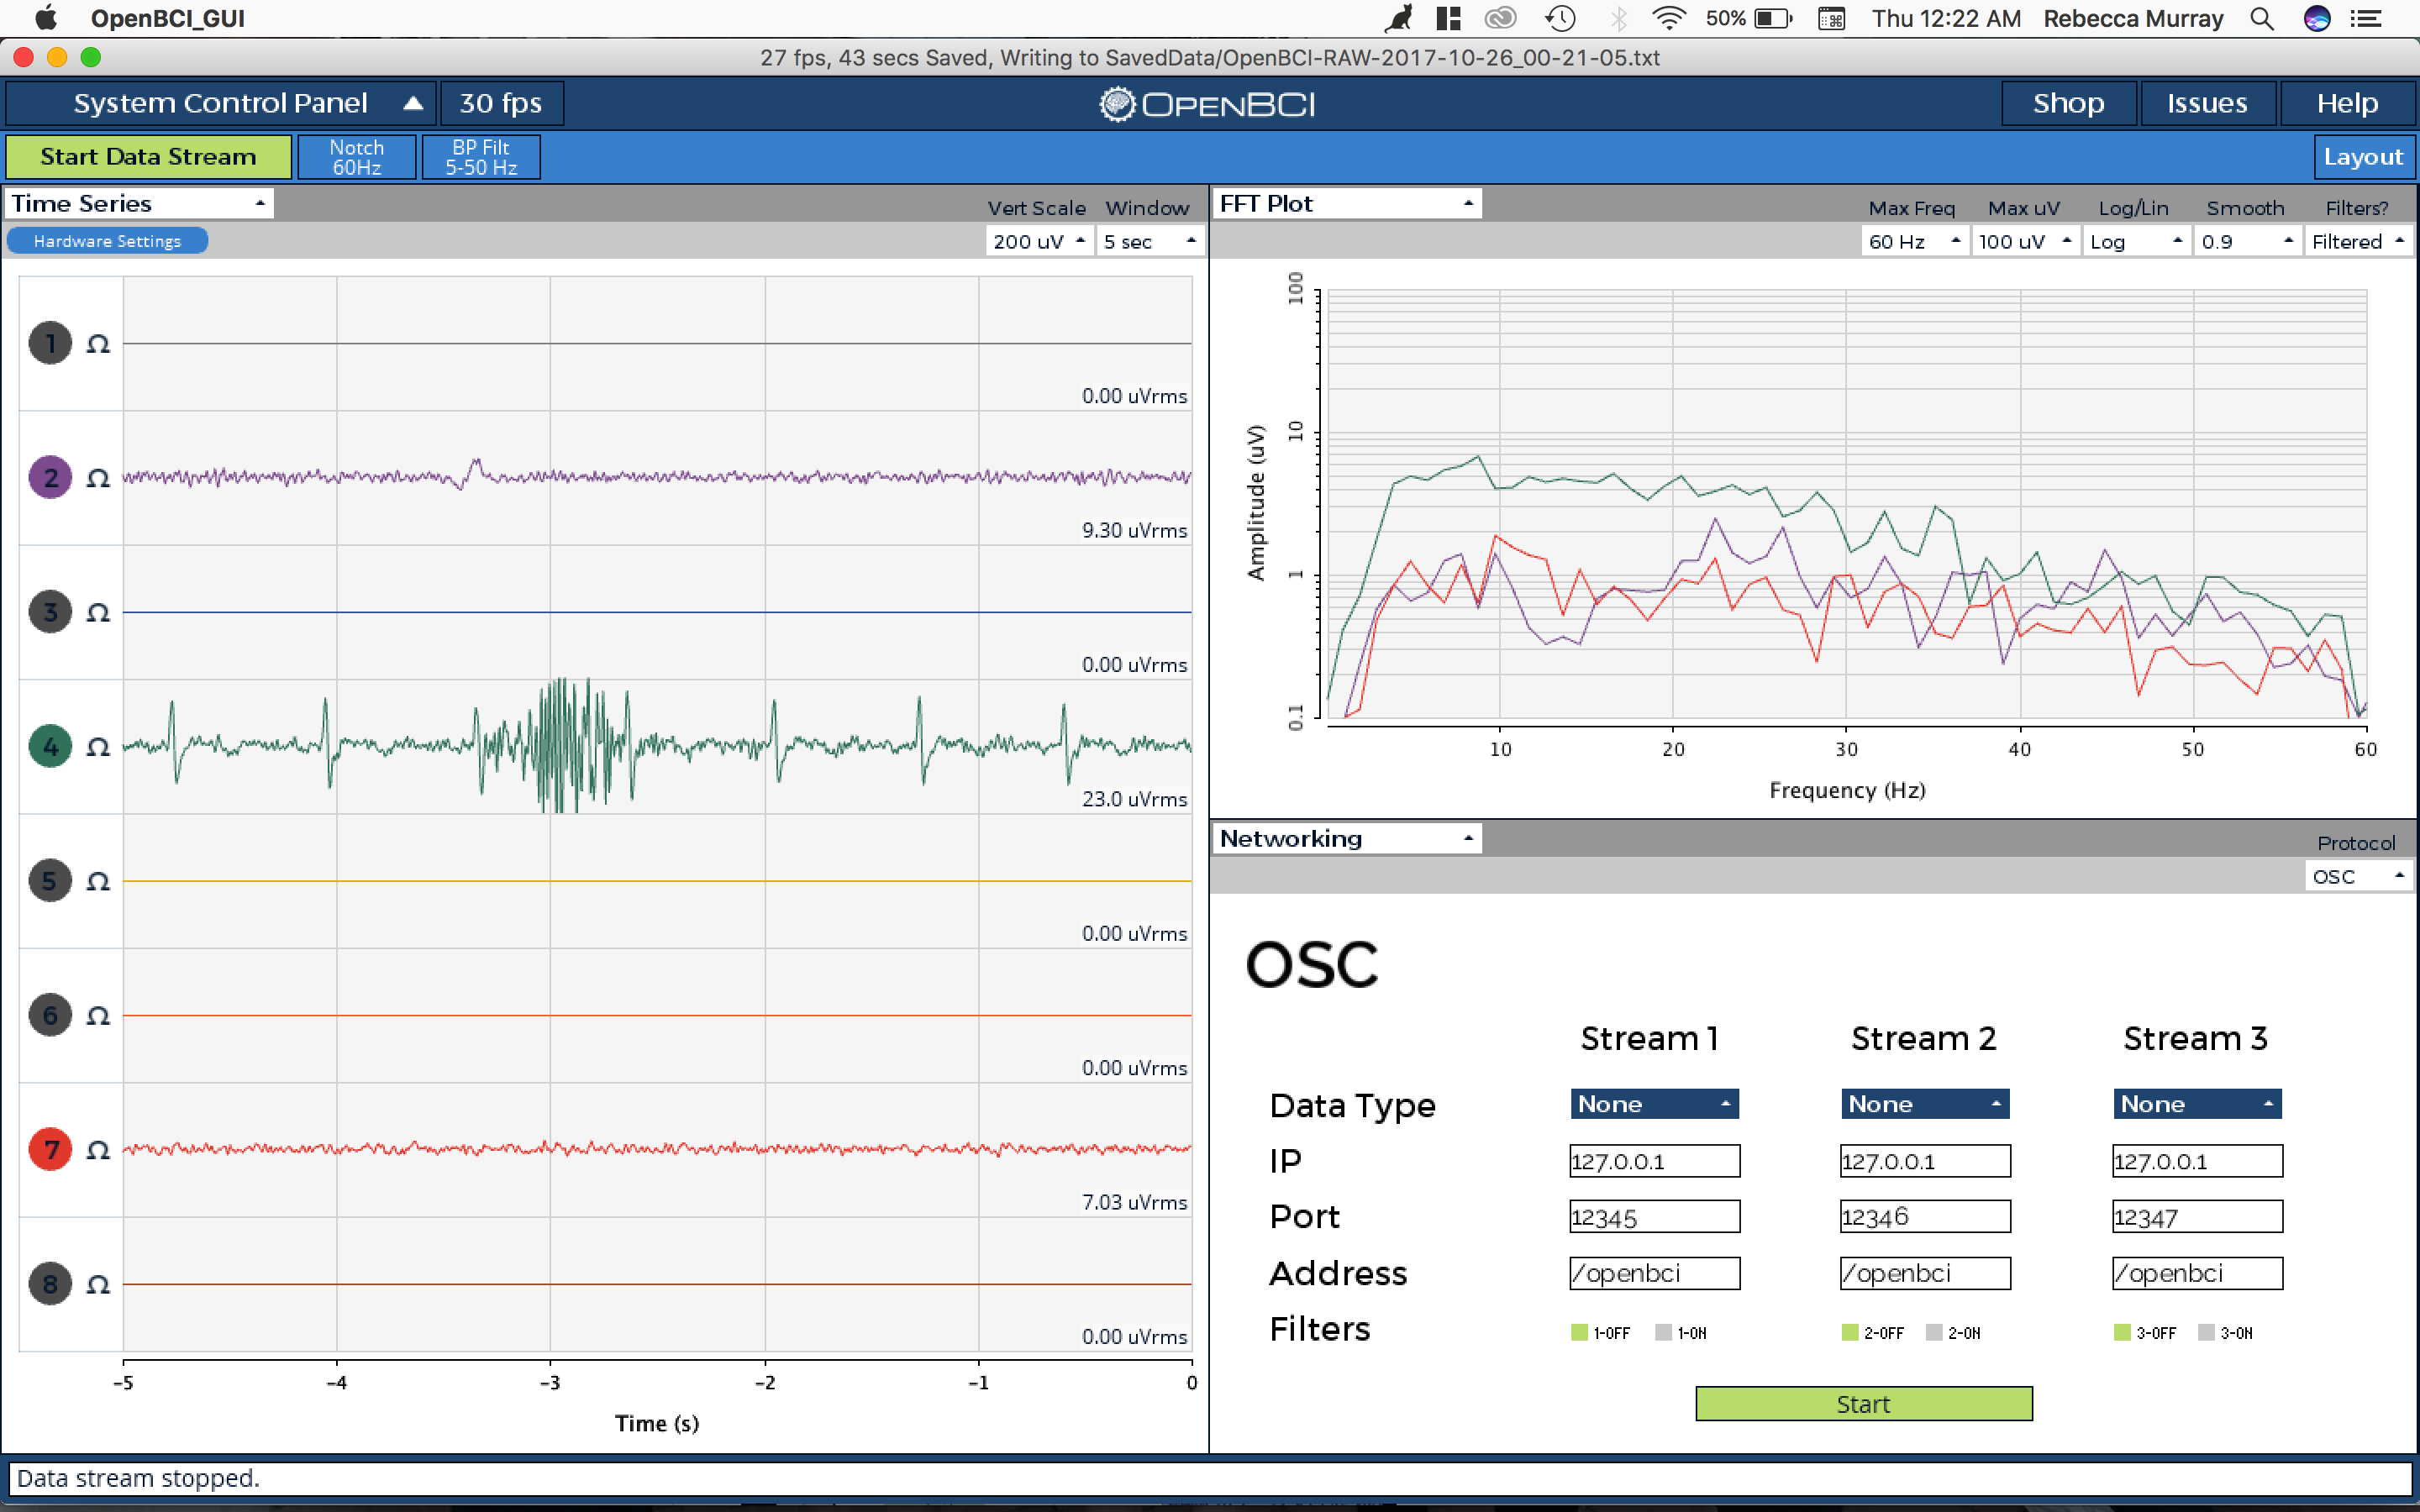 OpenBCI_GUI 50% Thu 12:22 AM Rebecca Murray
27 fps, 43 secs Saved, Writing to SavedData/OpenBCI-RAW-2017-10-26_00-21-05.txt
System Control Panel 30 fps OPENBCI Shop Issues Help
Start Data Stream Notch 60Hz BP Filt 5-50 Hz Layout
Time Series Vert Scale Window
Hardware Settings 200 uV 5 sec
1 Ω
0.00 uVrms
2 Ω
9.30 uVrms
3 Ω
0.00 uVrms
4 Ω
23.0 uVrms
5 Ω
0.00 uVrms
6 Ω
0.00 uVrms
7 Ω
7.03 uVrms
8 Ω
0.00 uVrms
-5 -4 -3 -2 -1 0
Time (s)
FFT Plot Max Freq Max uV Log/Lin Smooth Filters?
60 Hz 100 uV Log 0.9 Filtered
Amplitude (uV)
100
10
1
0.1
10 20 30 40 50 60
Frequency (Hz)
Networking Protocol
OSC
OSC
Stream 1 Stream 2 Stream 3
Data Type None None None
IP 127.0.0.1 127.0.0.1 127.0.0.1
Port 12345 12346 12347
Address /openbci /openbci /openbci
Filters 1-OFF 1-ON 2-OFF 2-ON 3-OFF 3-ON
Start
Data stream stopped.